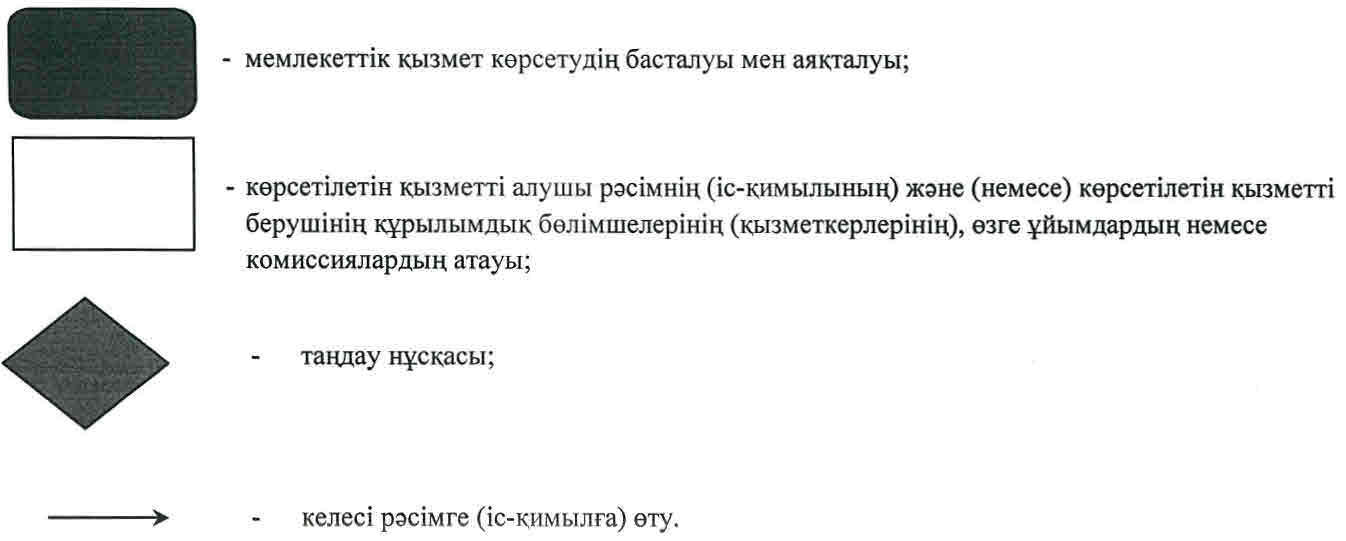 - мемлекеттік қызмет көрсетудің басталуы мен аяқталуы;
- көрсетілетін қызметті алушы рәсімнің (іс-қимылының) және (немесе) көрсетілетін қызметті
берушінің құрылымдық бөлімшелерінің (қызметкерлерінің), өзге ұйымдардың немесе
комиссиялардың атауы;
- таңдау нұсқасы;
- келесі рәсімге (іс-қимылға) өту.